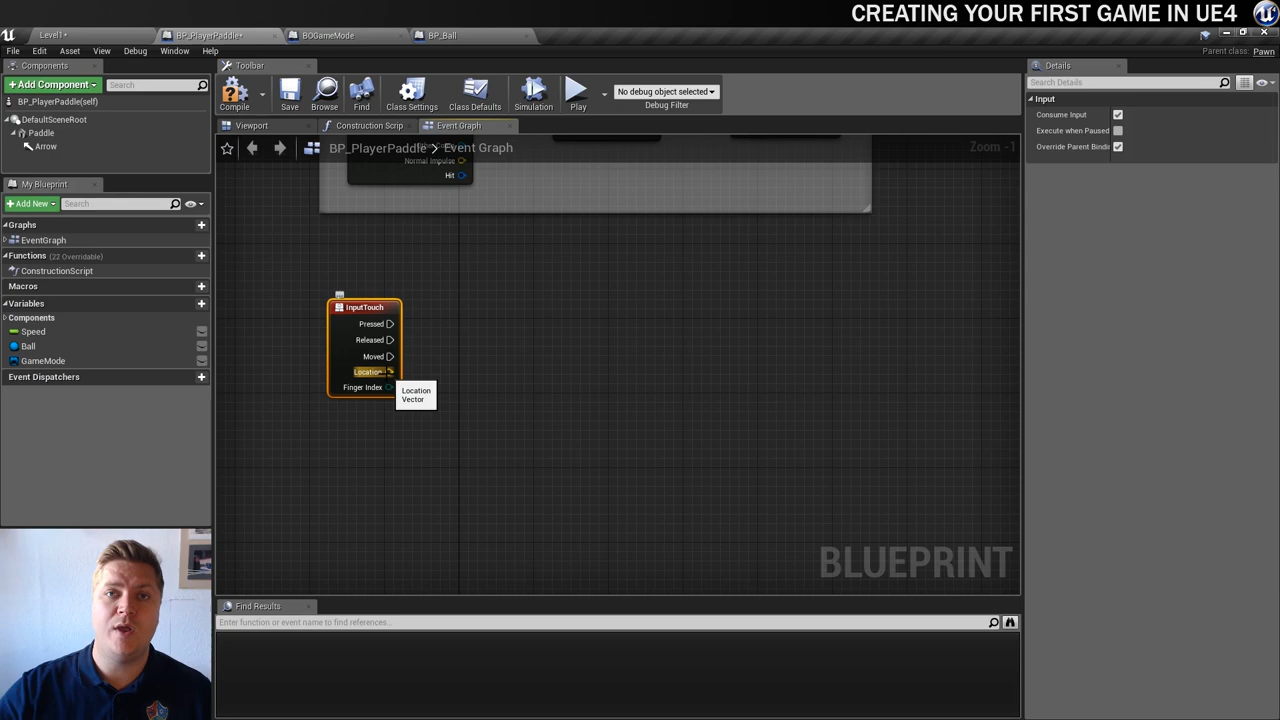 CREATING YOUR FIRST GAME IN UE4
Level1*
BP_PlayerPaddle*
BOGameMode
BP_Ball
File Edit Asset View Debug Window Help
Parent class: Pawn
Components
+Add Component
Search
BP_PlayerPaddle(self)
DefaultSceneRoot
Paddle
Arrow
My Blueprint
+Add New
Search
Graphs
EventGraph
Functions (22 Overridable)
ConstructionScript
Macros
Variables
Components
Speed
Ball
GameMode
Event Dispatchers
Toolbar
Compile
Save
Browse
Find
Class Settings
Class Defaults
Simulation
Play
No debug object selected
Debug Filter
Viewport
Construction Scrip
Event Graph
BP_PlayerPaddle > Event Graph
Zoom -1
Normal Impulse
Hit
InputTouch
Pressed
Released
Moved
Location
Finger Index
Location
Vector
BLUEPRINT
Find Results
Enter function or event name to find references...
Details
Search Details
Input
Consume Input
Execute when Paused
Override Parent Bindin